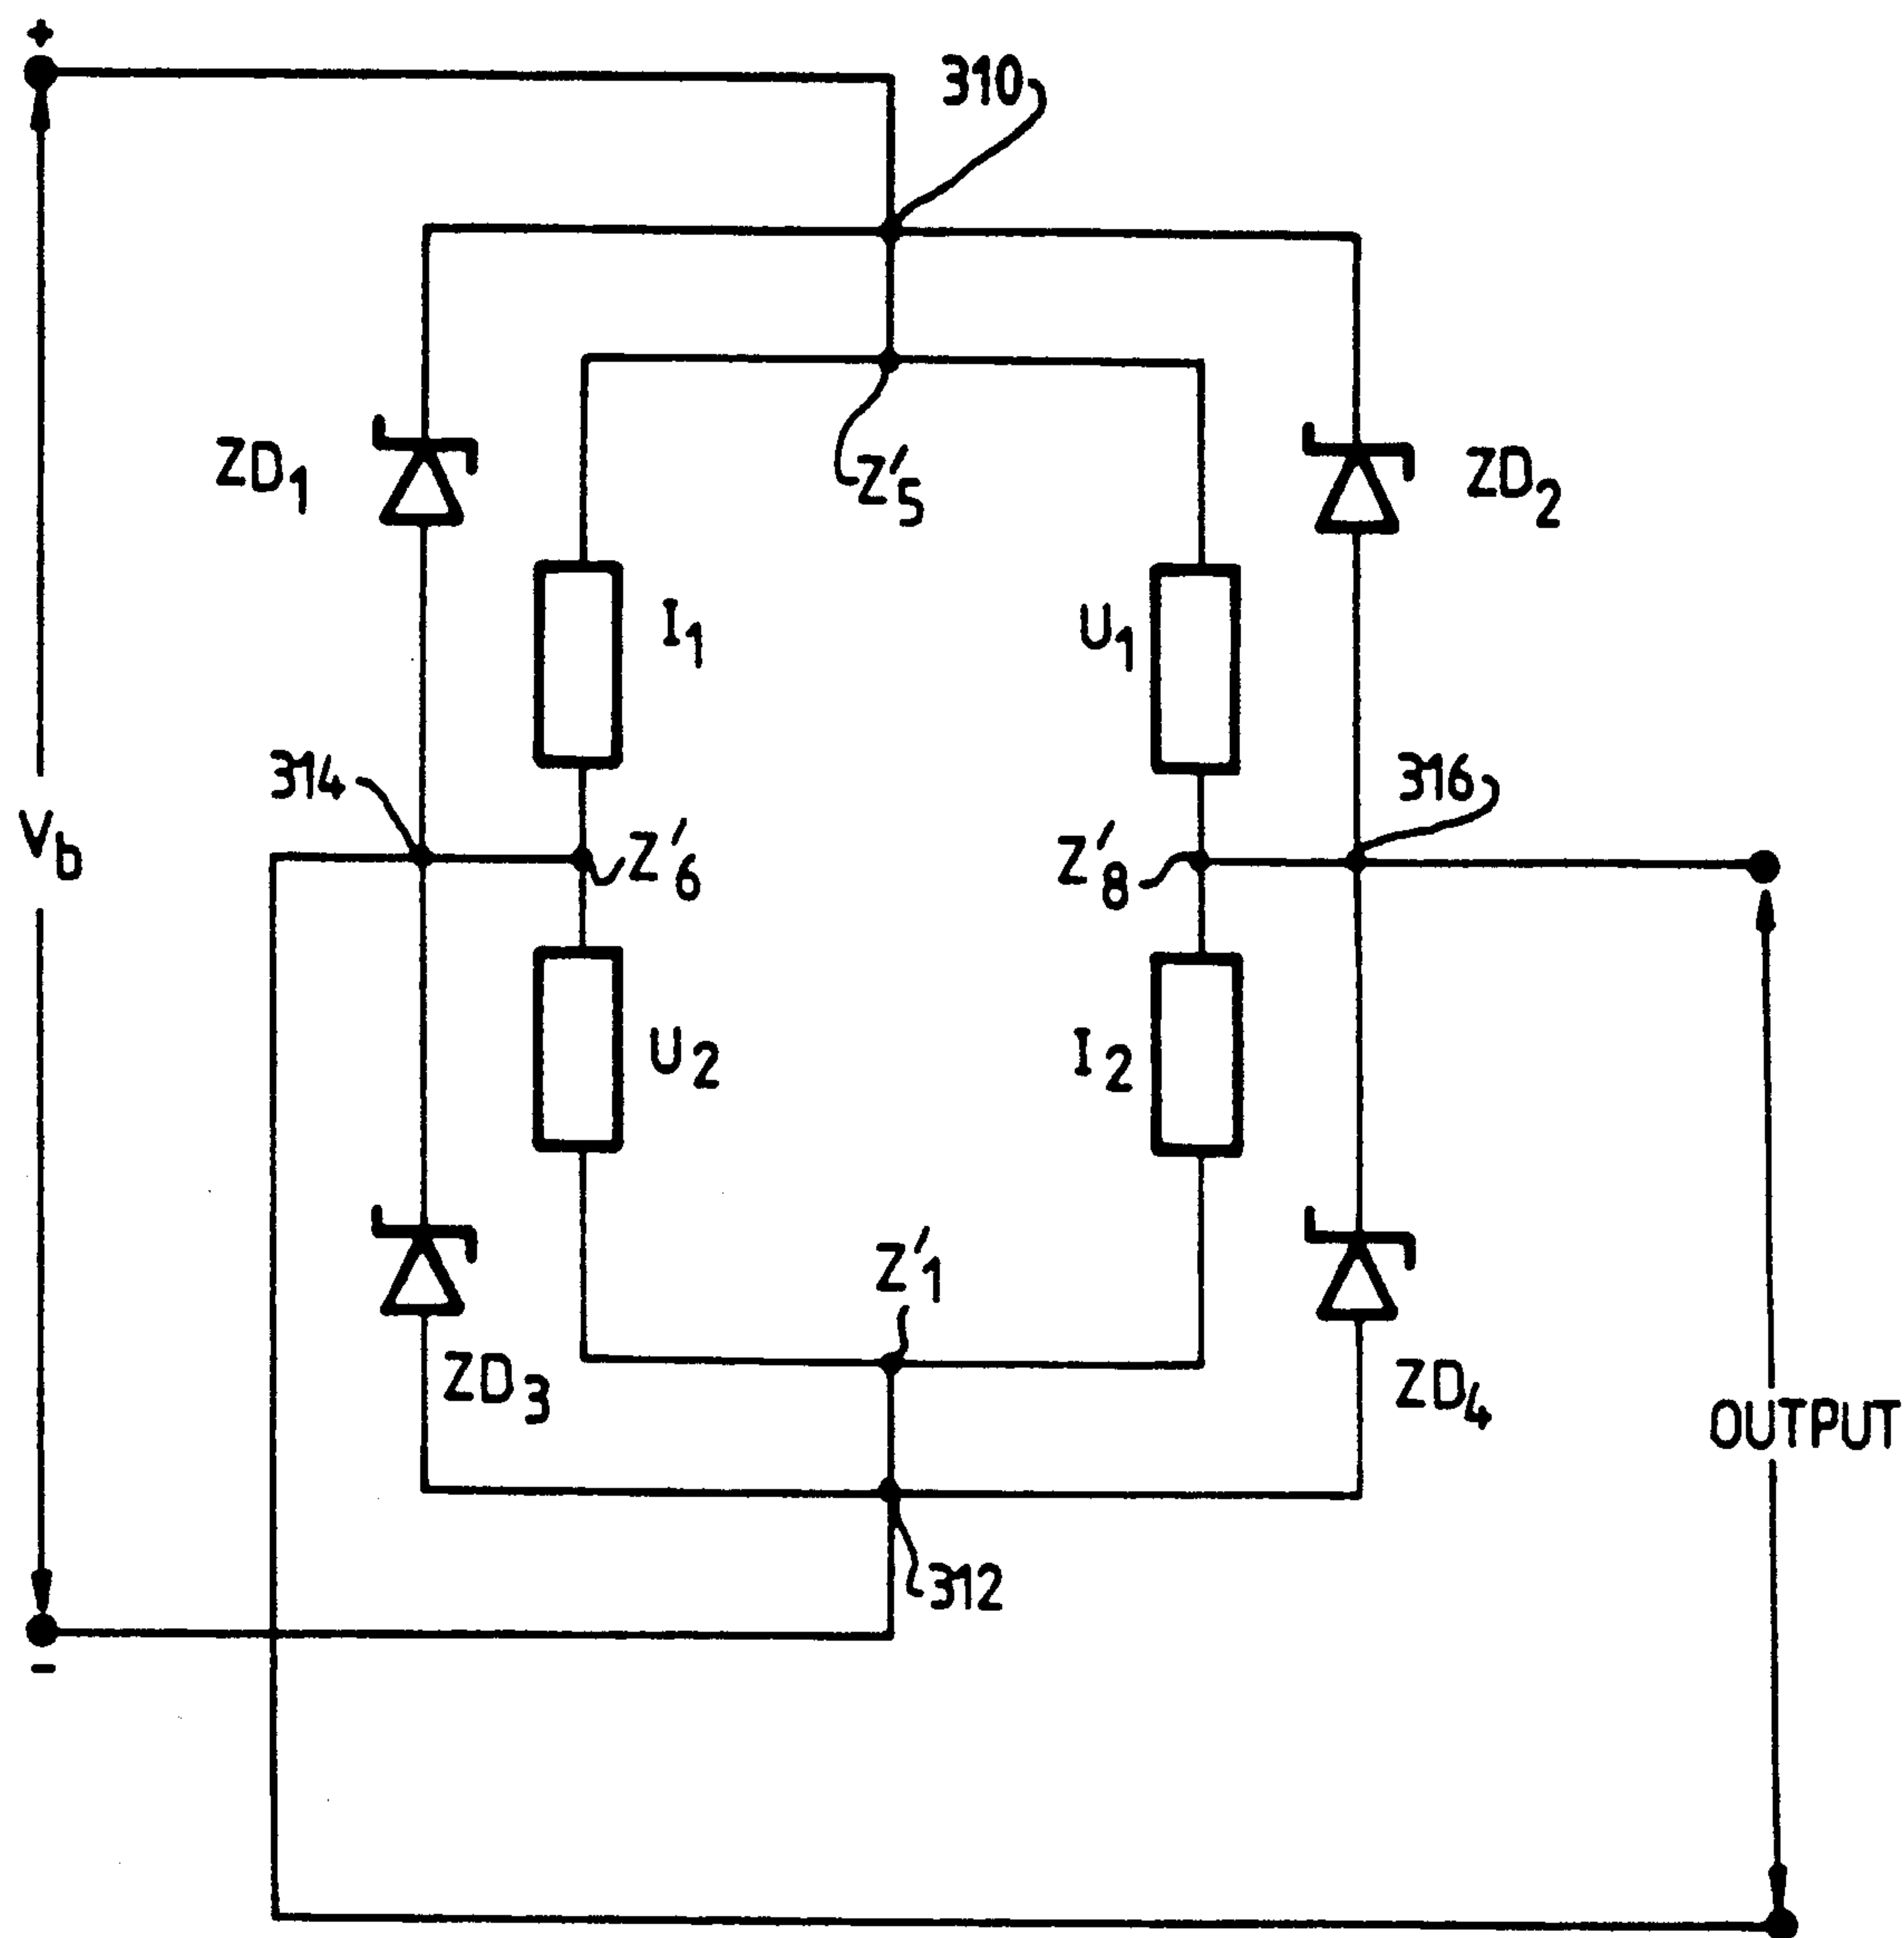 +
310
ZD1
Z'5
ZD2
I1
U1
314
316
Vb
Z'6
Z'8
U2
I2
Z'1
ZD3
ZD4
OUTPUT
312
-